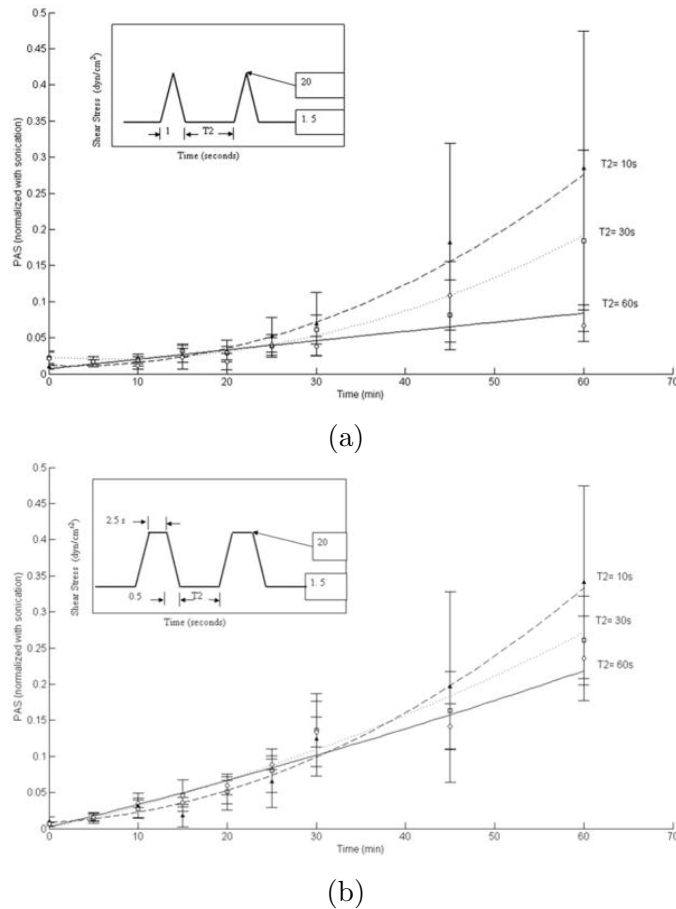 0.5
0.45
0.4
0.35
0.3
0.25
0.2
0.15
0.1
0.05
0
PAS (normalized with sonication)
Shear Stress (dyn/cm²)
20
1.5
1
T2
Time (seconds)
T2= 10s
T2= 30s
T2= 60s
0 10 20 30 40 50 60 70
Time (min)
(a)
0.5
0.45
0.4
0.35
0.3
0.25
0.2
0.15
0.1
0.05
0
PAS (normalized with sonication)
Shear Stress (dyn/cm^2)
2.5 s
20
1.5
0.5
T2
Time (seconds)
T2= 10s
T2= 30s
T2= 60s
0 10 20 30 40 50 60 70
Time (min)
(b)